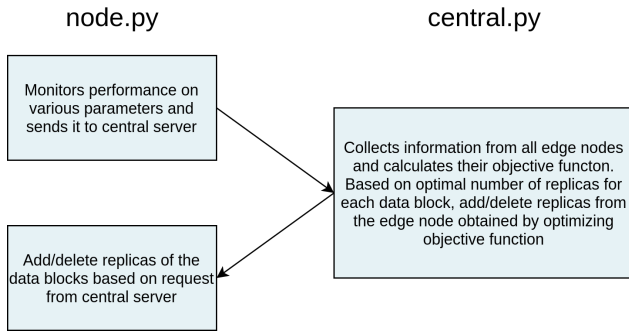 node.py
central.py
Monitors performance on
various parameters and
sends it to central server
Collects information from all edge nodes
and calculates their objective functon.
Based on optimal number of replicas for
each data block, add/delete replicas from
the edge node obtained by optimizing
objective function
Add/delete replicas of the
data blocks based on request
from central server